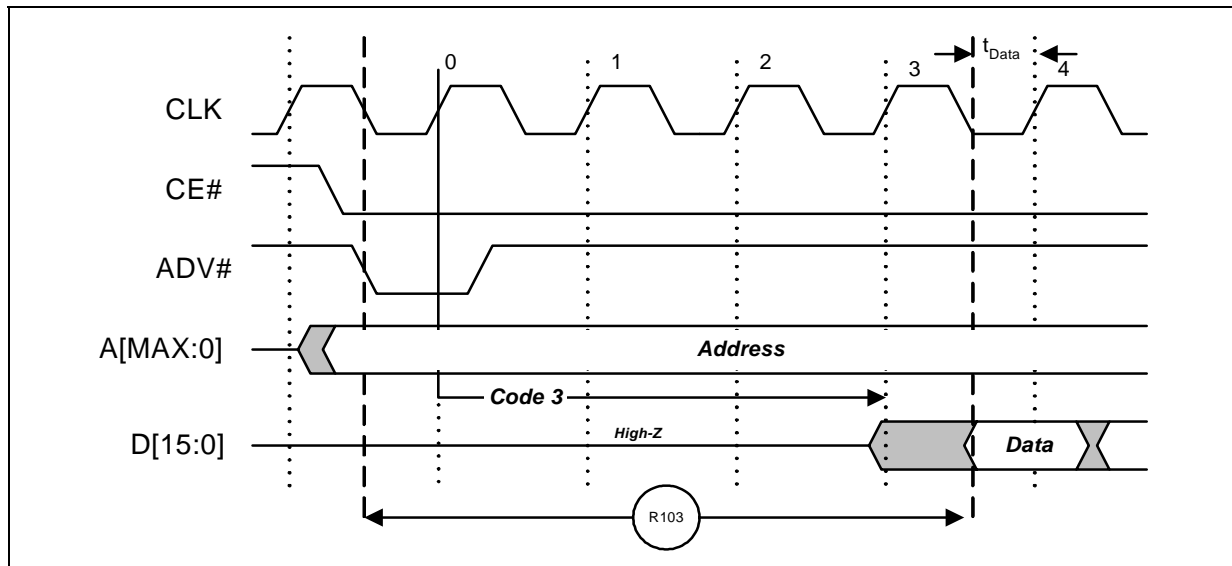 t_Data
0 1 2 3 4
CLK
CE#
ADV#
A[MAX:0]
Address
Code 3
High-Z
D[15:0]
Data
R103